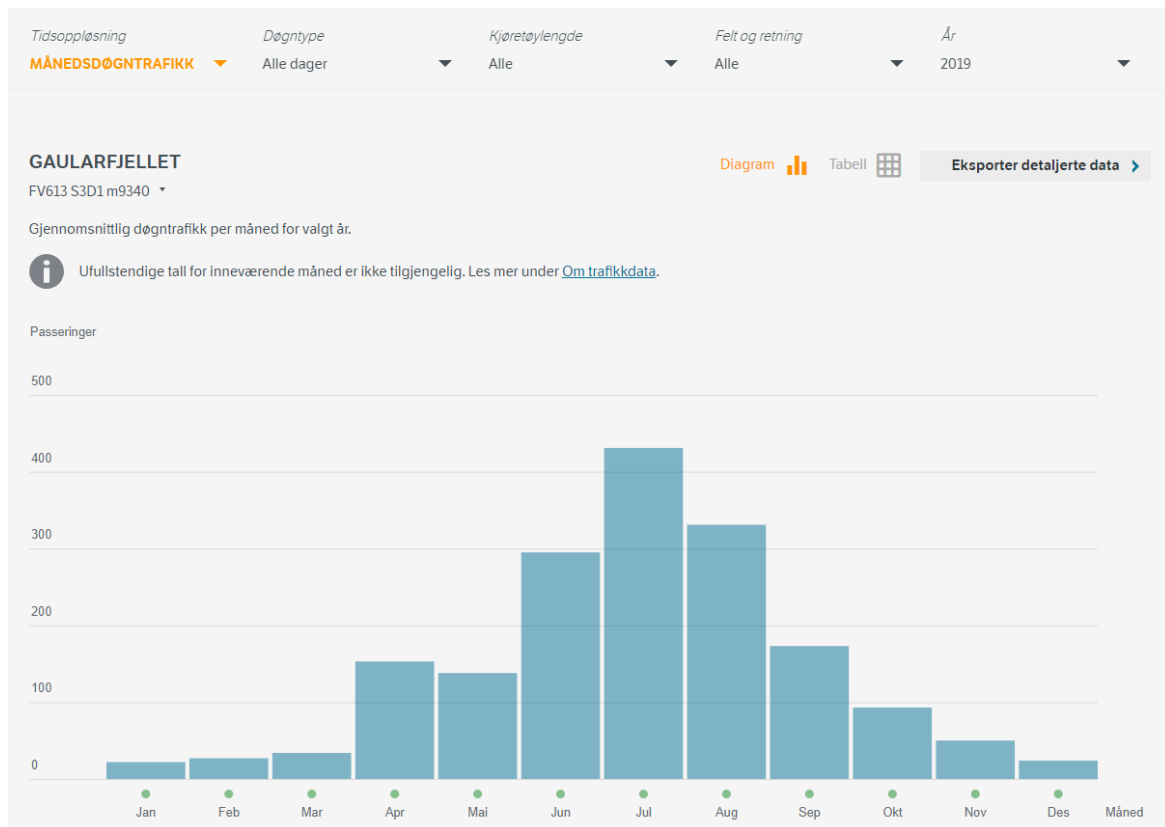 Tidsoppløsning Døgntype Kjøretøylengde Felt og retning År
MÅNEDSDØGNTRAFIKK Alle dager Alle Alle 2019
GAULARFJELLET
Diagram Tabell Eksporter detaljerte data
FV613 S3D1 m9340
Gjennomsnittlig døgntrafikk per måned for valgt år.
Ufullstendige tall for inneværende måned er ikke tilgjengelig. Les mer under Om trafikkdata.
Passeringer
500
400
300
200
100
0
Jan Feb Mar Apr Mai Jun Jul Aug Sep Okt Nov Des Måned